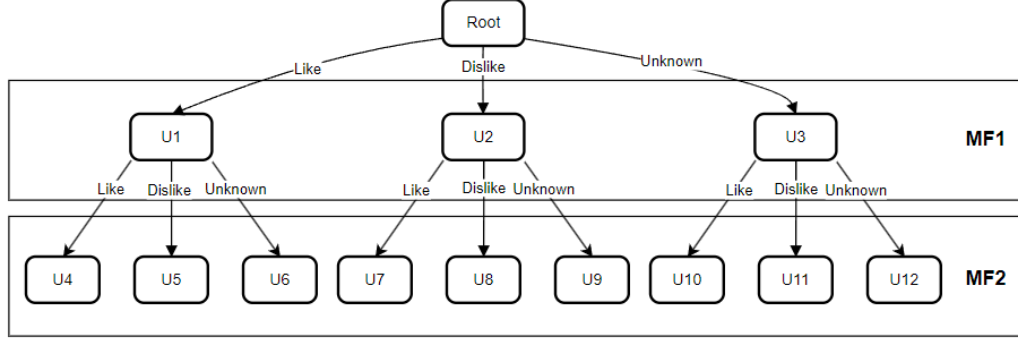 Root
Like
Dislike
Unknown
U1
U2
U3
MF1
Like
Dislike
Unknown
Like
Dislike
Unknown
Like
Dislike
Unknown
U4
U5
U6
U7
U8
U9
U10
U11
U12
MF2